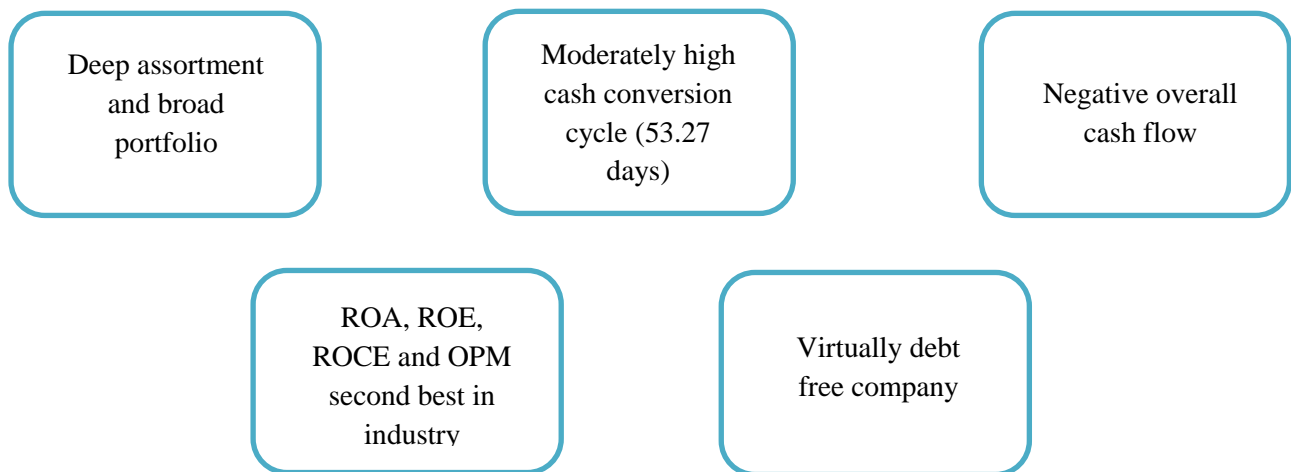 Deep assortment
and broad
portfolio
Moderately high
cash conversion
cycle (53.27
days)
Negative overall
cash flow
ROA, ROE,
ROCE and OPM
second best in
industry
Virtually debt
free company